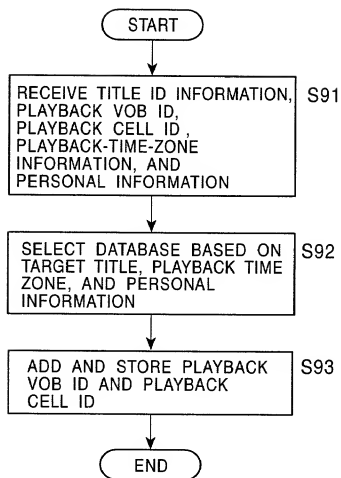 START
RECEIVE TITLE ID INFORMATION,
PLAYBACK VOB ID,
PLAYBACK CELL ID ,
PLAYBACK-TIME-ZONE
INFORMATION, AND
PERSONAL INFORMATION
S91
SELECT DATABASE BASED ON
TARGET TITLE, PLAYBACK TIME
ZONE, AND PERSONAL
INFORMATION
S92
ADD AND STORE PLAYBACK
VOB ID AND PLAYBACK
CELL ID
S93
END